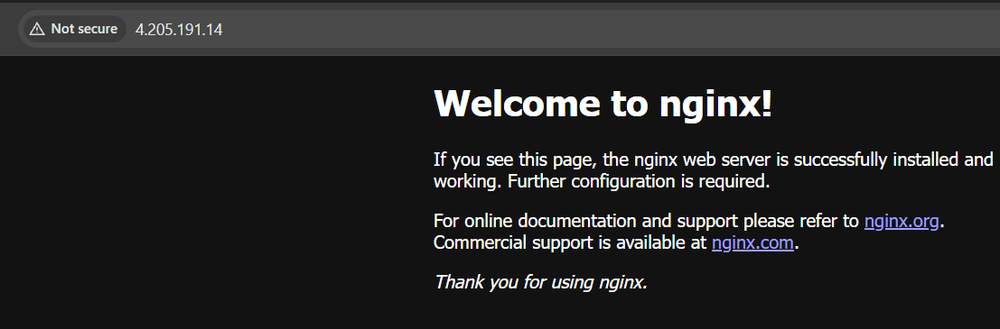 Not secure 4.205.191.14
Welcome to nginx!
If you see this page, the nginx web server is successfully installed and
working. Further configuration is required.
For online documentation and support please refer to nginx.org.
Commercial support is available at nginx.com.
Thank you for using nginx.